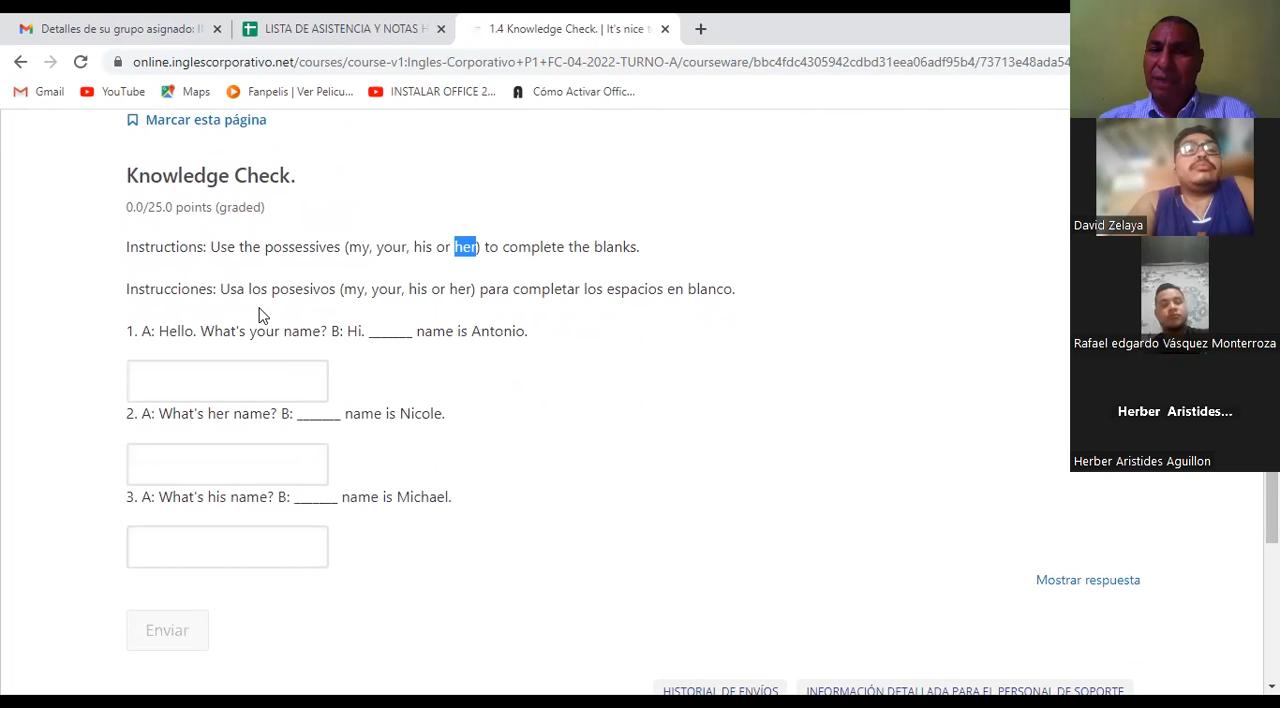 Detalles de su grupo asignado: I
LISTA DE ASISTENCIA Y NOTAS H
1.4 Knowledge Check. | It's nice t
online.inglescorporativo.net/courses/course-v1:Ingles-Corporativo+P1+FC-04-2022-TURNO-A/courseware/bbc4fdc4305942cdbd31eea06adf95b4/73713e48ada54
Gmail
YouTube
Maps
Fanpelis | Ver Pelicu...
INSTALAR OFFICE 2...
Cómo Activar Offic...
Marcar esta página
Knowledge Check.
0.0/25.0 points (graded)
Instructions: Use the possessives (my, your, his or her) to complete the blanks.
Instrucciones: Usa los posesivos (my, your, his or her) para completar los espacios en blanco.
1. A: Hello. What's your name? B: Hi. ______ name is Antonio.
2. A: What's her name? B: ______ name is Nicole.
3. A: What's his name? B: ______ name is Michael.
Mostrar respuesta
Enviar
HISTORIAL DE ENVÍOS
INFORMACIÓN DETALLADA PARA EL PERSONAL DE SOPORTE
David Zelaya
Rafael edgardo Vásquez Monterroza
Herber Aristides...
Herber Aristides Aguillon